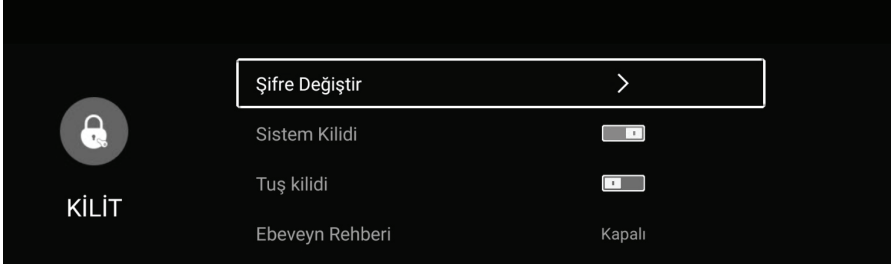 Şifre Değiştir
Sistem Kilidi
Tuş kilidi
KİLİT
Ebeveyn Rehberi Kapalı